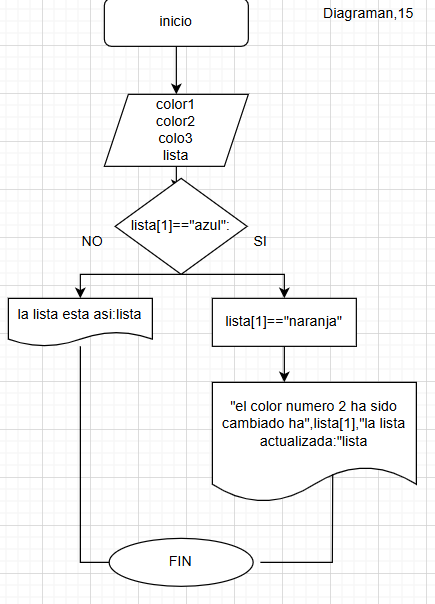 Diagraman,15
inicio
color1
color2
colo3
lista
lista[1]=="azul":
NO
SI
la lista esta asi:lista
lista[1]=="naranja"
"el color numero 2 ha sido
cambiado ha",lista[1],"la lista
actualizada:"lista
FIN